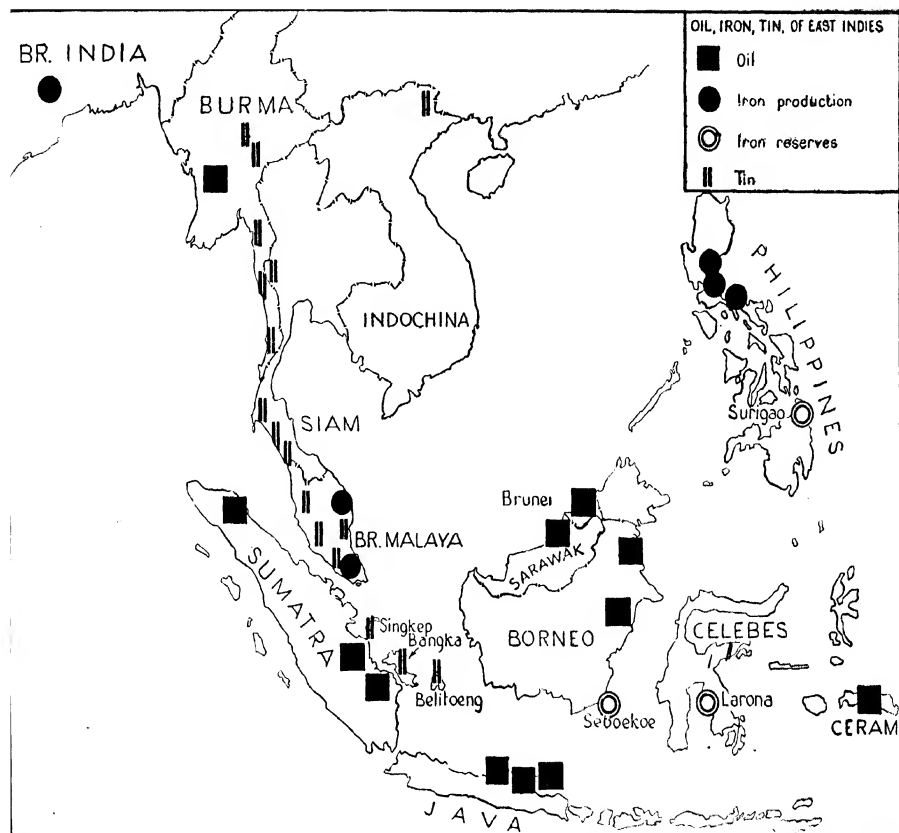 OIL, IRON, TIN, OF EAST INDIES
Oil
Iron production
Iron reserves
Tin
BR. INDIA
BURMA
INDOCHINA
SIAM
PHILIPPINES
Surigao
Brunei
BR. MALAYA
SARAWAK
SUMATRA
Singkep
Bangka
BORNEO
CELEBES
Belitoeng
Seboekoe
Larona
CERAM
JAVA